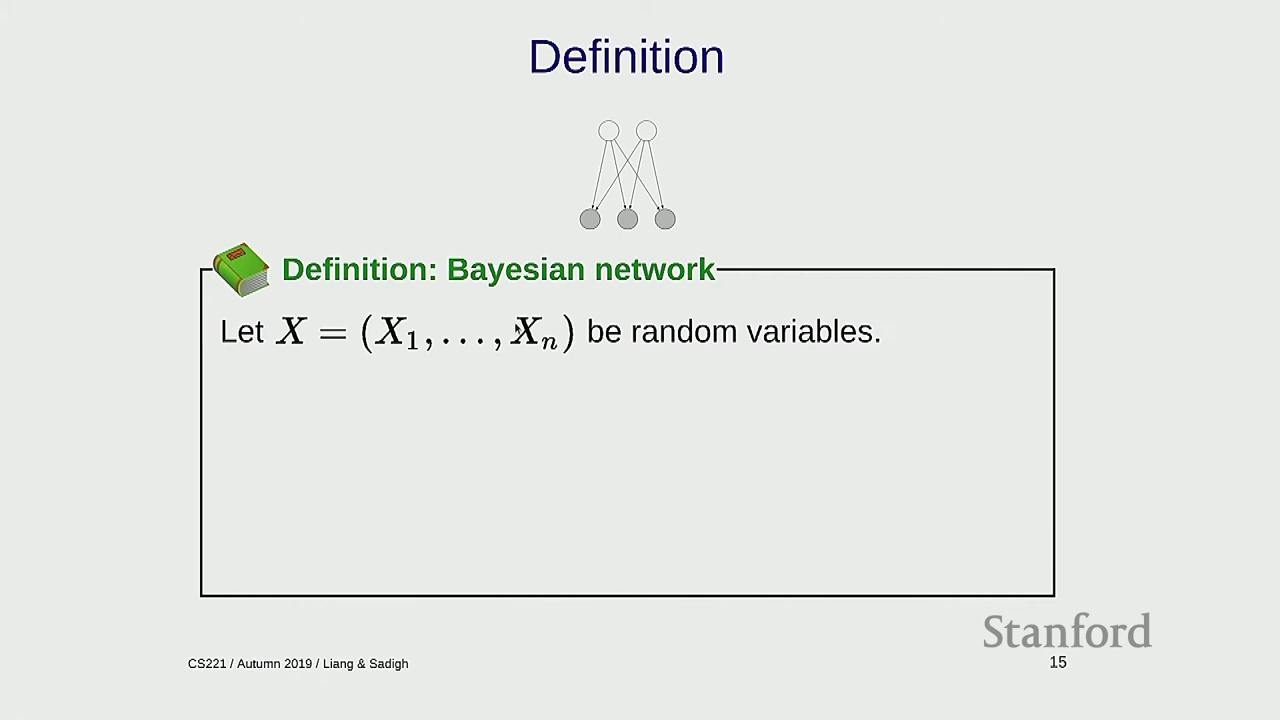 Definition
Definition: Bayesian network
Let X = (X₁, . . . , Xₙ) be random variables.
Stanford
CS221 / Autumn 2019 / Liang & Sadigh
15